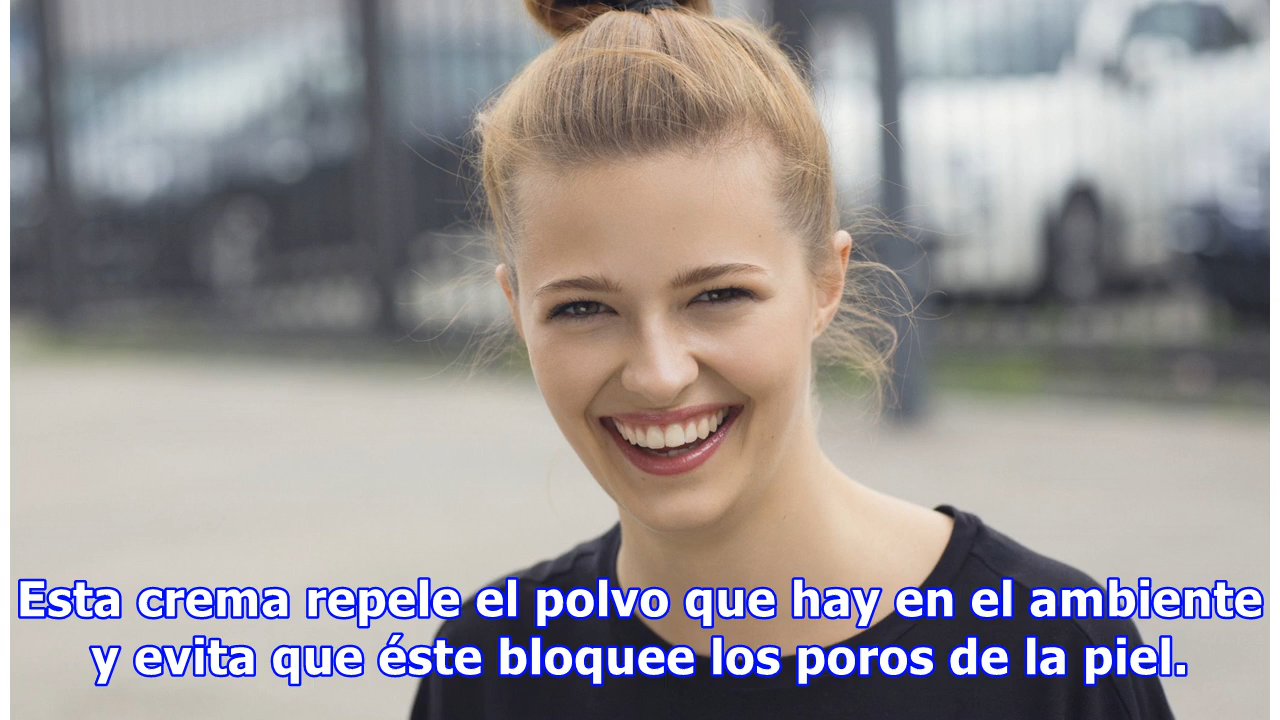 Esta crema repele el polvo que hay en el ambiente
y evita que éste bloquee los poros de la piel.